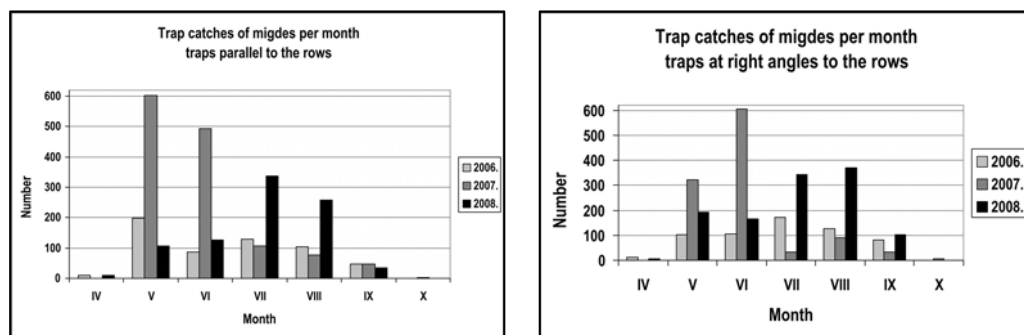 Trap catches of migdes per month
traps parallel to the rows
600
500
400
300
200
100
0
Number
IV V VI VII VIII IX X
Month
2006.
2007.
2008.
Trap catches of migdes per month
traps at right angles to the rows
600
500
400
300
200
100
0
Number
IV V VI VII VIII IX X
Month
2006.
2007.
2008.